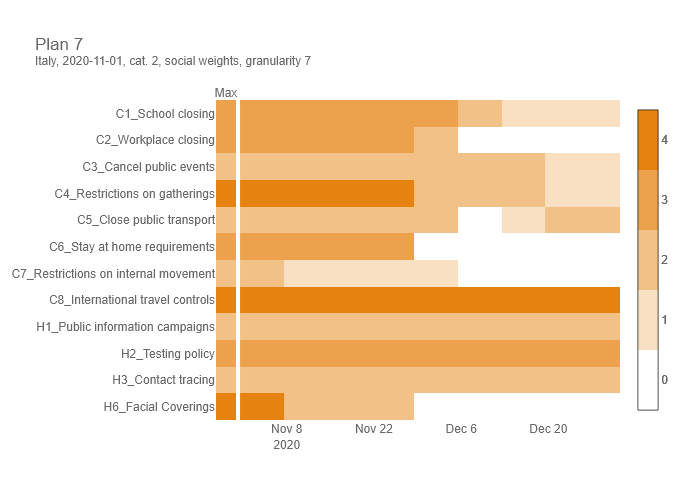 Plan 7
Italy, 2020-11-01, cat. 2, social weights, granularity 7
Max
C1_School closing
C2_Workplace closing
C3_Cancel public events
C4_Restrictions on gatherings
C5_Close public transport
C6_Stay at home requirements
C7_Restrictions on internal movement
C8_International travel controls
H1_Public information campaigns
H2_Testing policy
H3_Contact tracing
H6_Facial Coverings
Nov 8 Nov 22 Dec 6 Dec 20
2020
4
3
2
1
0